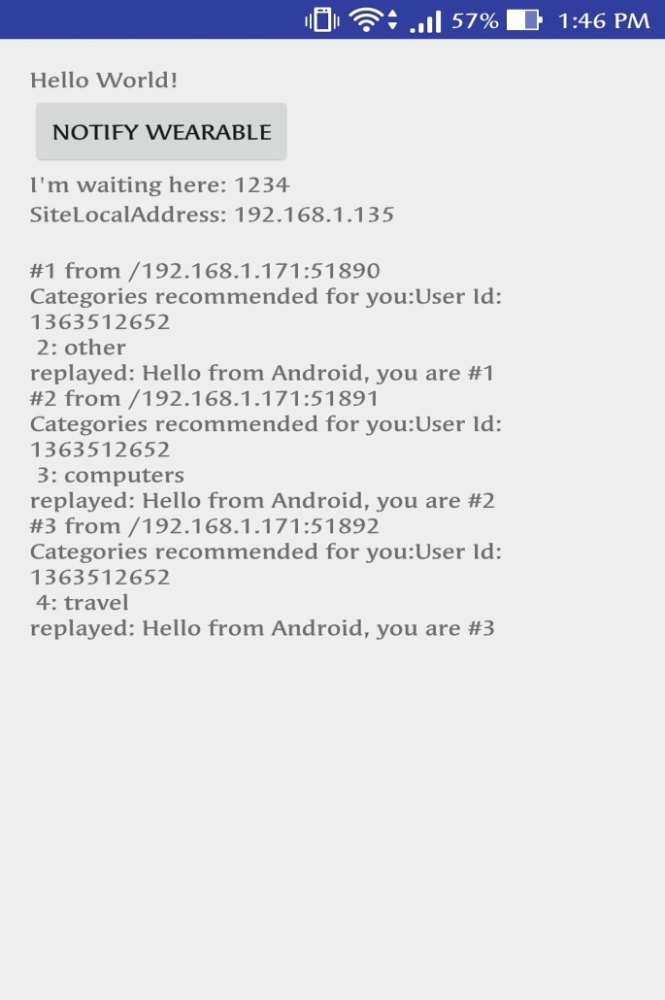 57% 1:46 PM
Hello World!
NOTIFY WEARABLE
I'm waiting here: 1234
SiteLocalAddress: 192.168.1.135
#1 from /192.168.1.171:51890
Categories recommended for you:User Id:
1363512652
2: other
replayed: Hello from Android, you are #1
#2 from /192.168.1.171:51891
Categories recommended for you:User Id:
1363512652
3: computers
replayed: Hello from Android, you are #2
#3 from /192.168.1.171:51892
Categories recommended for you:User Id:
1363512652
4: travel
replayed: Hello from Android, you are #3